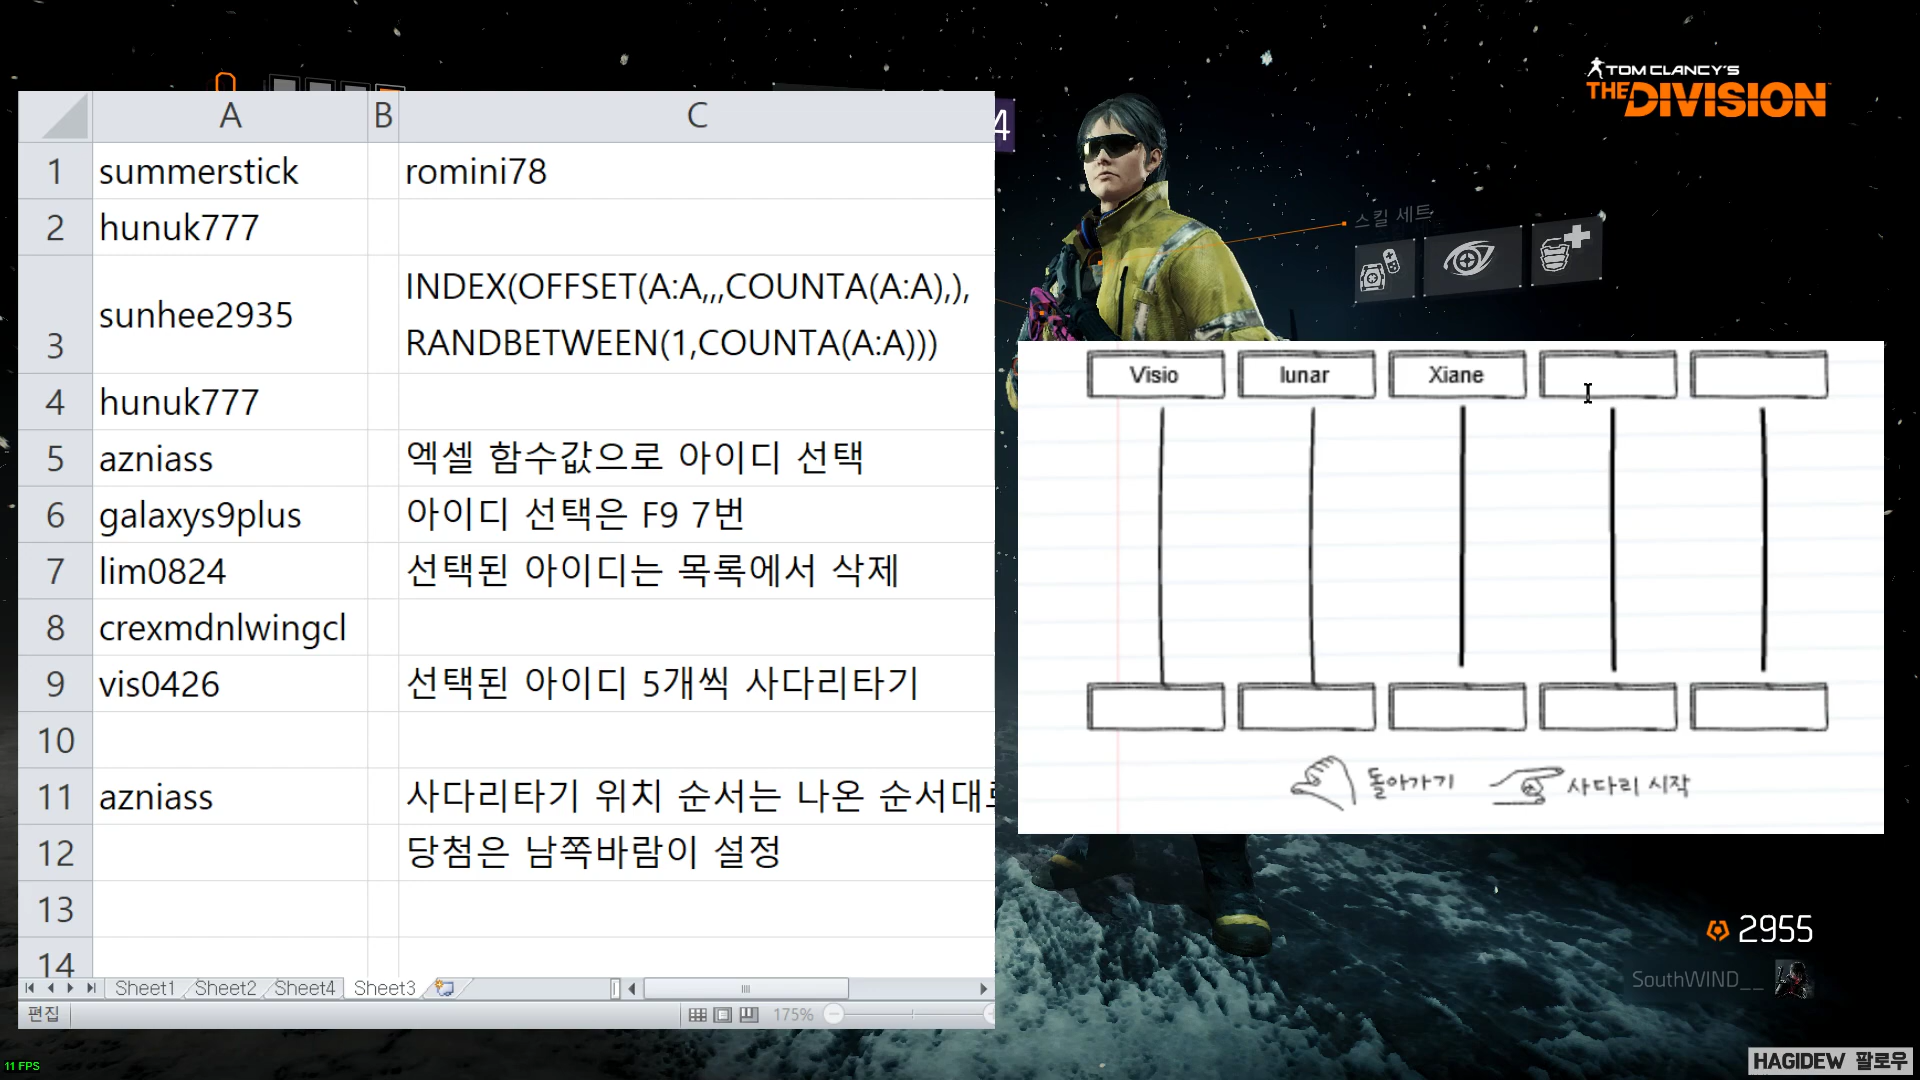 TOM CLANCY'S
THE DIVISION
A
B
C
1
summerstick
romini78
2
hunuk777
3
sunhee2935
INDEX(OFFSET(A:A,,,COUNTA(A:A),),
RANDBETWEEN(1,COUNTA(A:A)))
4
hunuk777
5
azniass
엑셀 함수값으로 아이디 선택
6
galaxys9plus
아이디 선택은 F9 7번
7
lim0824
선택된 아이디는 목록에서 삭제
8
crexmdnlwingcl
9
vis0426
선택된 아이디 5개씩 사다리타기
10
11
azniass
사다리타기 위치 순서는 나온 순서대로
12
당첨은 남쪽바람이 설정
13
14
Sheet1
Sheet2
Sheet4
Sheet3
편집
175%
4
스킬 세트
Visio
lunar
Xiane
돌아가기
사다리 시작
2955
SouthWIND__
11 FPS
HAGIDEW 팔로우